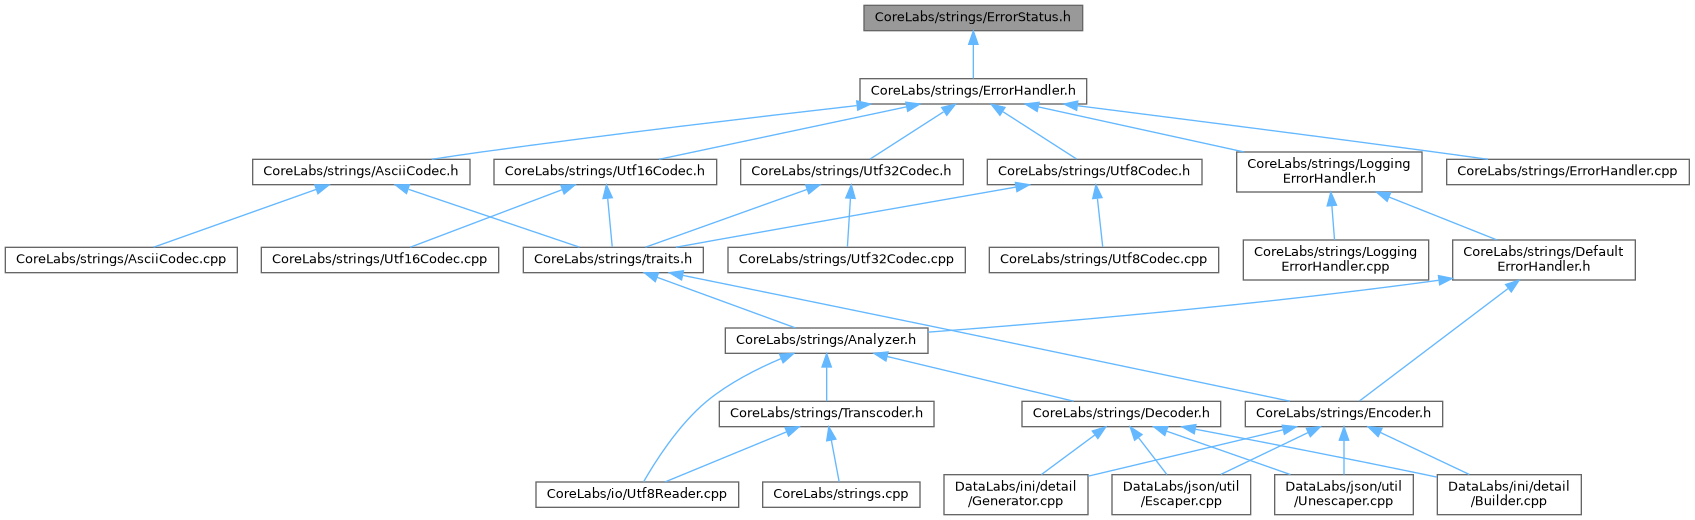 CoreLabs/strings/ErrorStatus.h
CoreLabs/strings/ErrorHandler.h
CoreLabs/strings/AsciiCodec.h
CoreLabs/strings/Utf16Codec.h
CoreLabs/strings/Utf32Codec.h
CoreLabs/strings/Utf8Codec.h
CoreLabs/strings/Logging
ErrorHandler.h
CoreLabs/strings/ErrorHandler.cpp
CoreLabs/strings/AsciiCodec.cpp
CoreLabs/strings/Utf16Codec.cpp
CoreLabs/strings/traits.h
CoreLabs/strings/Utf32Codec.cpp
CoreLabs/strings/Utf8Codec.cpp
CoreLabs/strings/Logging
ErrorHandler.cpp
CoreLabs/strings/Default
ErrorHandler.h
CoreLabs/strings/Analyzer.h
CoreLabs/strings/Transcoder.h
CoreLabs/strings/Decoder.h
CoreLabs/strings/Encoder.h
CoreLabs/io/Utf8Reader.cpp
CoreLabs/strings.cpp
DataLabs/ini/detail
/Generator.cpp
DataLabs/json/util
/Escaper.cpp
DataLabs/json/util
/Unescaper.cpp
DataLabs/ini/detail
/Builder.cpp